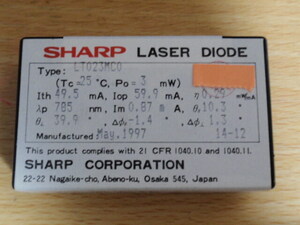 SHARP LASER DIODE
Type: LT023MC0
(Tc=25 °C, Po= 3 mW)
Ith 49.5 mA, Iop 59.9 mA, η 0.29
λp 785 nm, Im 0.87 m A, θ∥ 10.3 °
θ⊥ 39.9 °, Δφ∥ -1.4 °, Δφ⊥ 1.3 °
Manufactured: May.1997 14-12
This product complies with 21 CFR 1040.10 and 1040.11.
SHARP CORPORATION
22-22 Nagaike-cho, Abeno-ku, Osaka 545, Japan